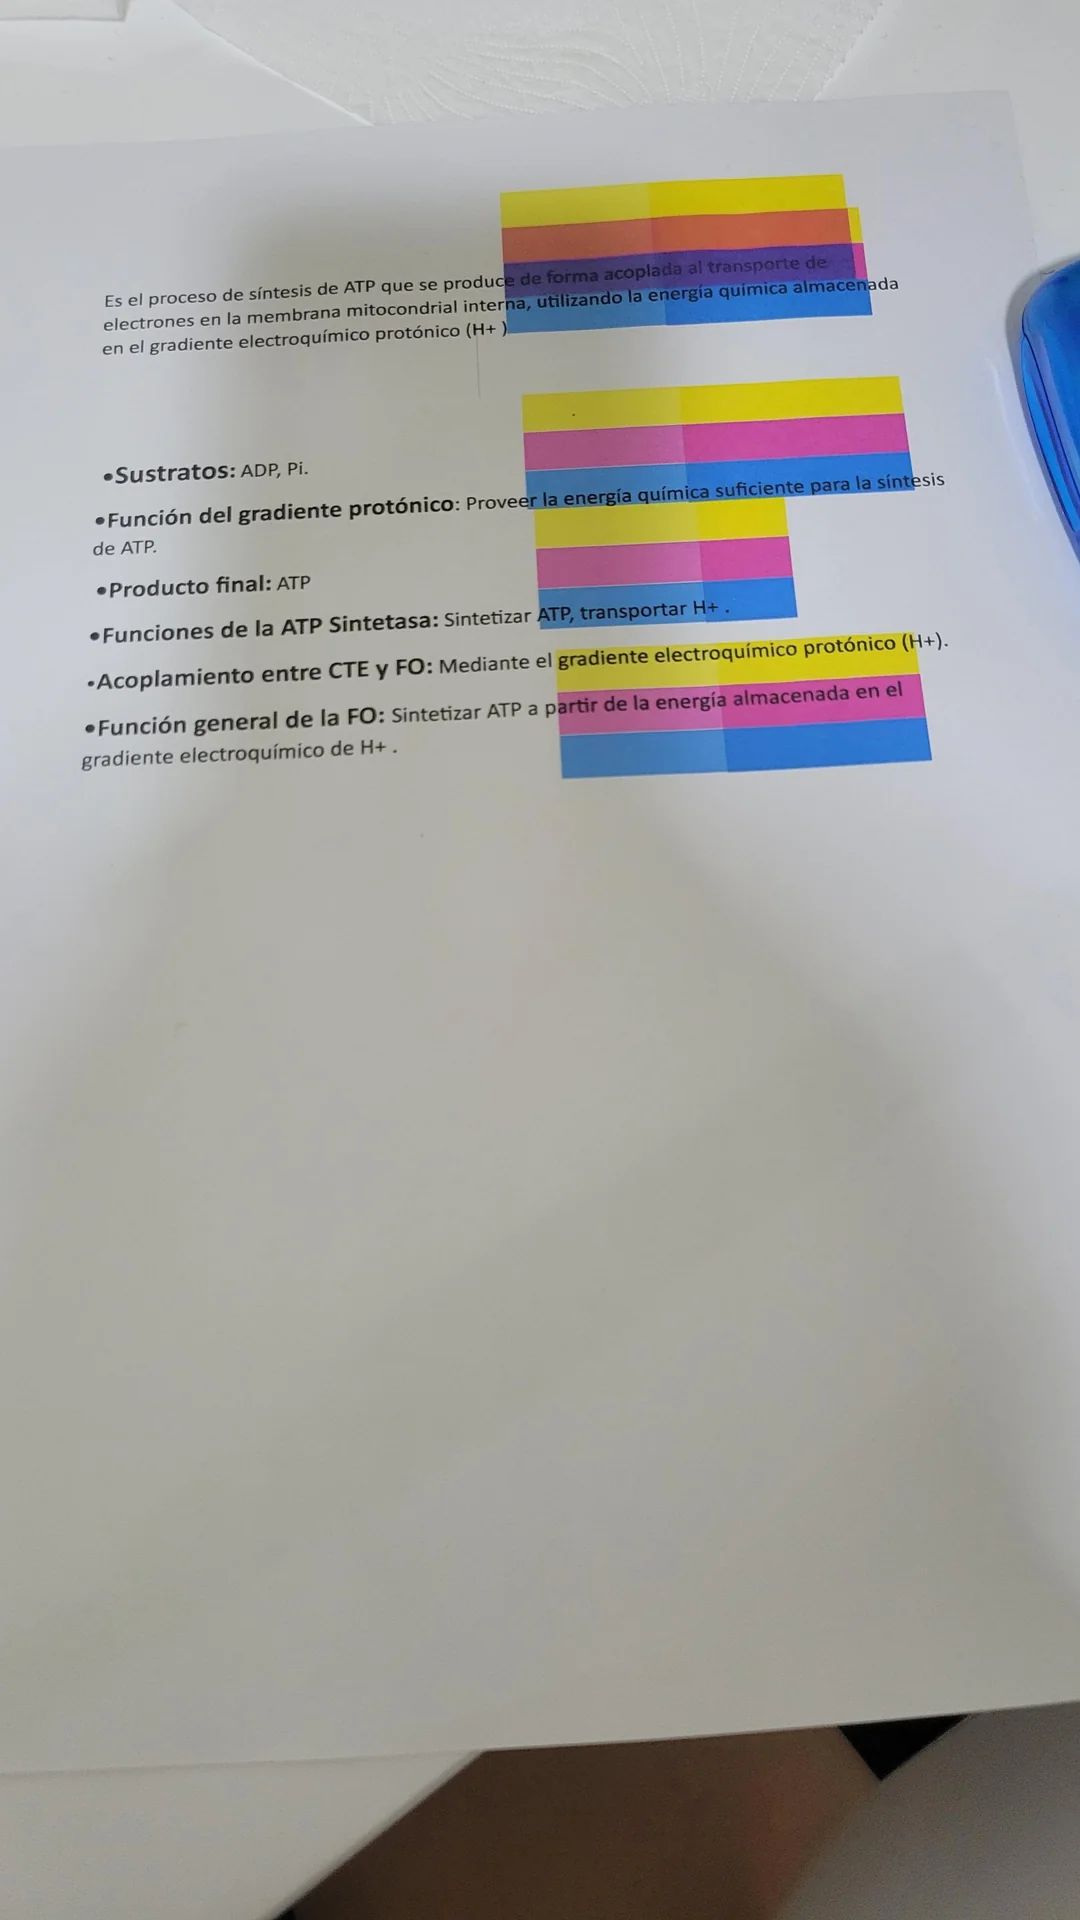 Es el proceso de síntesis de ATP que se produce de forma acoplada al transporte de
electrones en la membrana mitocondrial interna, utilizando la energía química almacenada
en el gradiente electroquímico protónico (H+ )
•Sustratos: ADP, Pi.
•Función del gradiente protónico: Proveer la energía química suficiente para la síntesis
de ATP.
•Producto final: ATP
•Funciones de la ATP Sintetasa: Sintetizar ATP, transportar H+ .
•Acoplamiento entre CTE y FO: Mediante el gradiente electroquímico protónico (H+).
•Función general de la FO: Sintetizar ATP a partir de la energía almacenada en el
gradiente electroquímico de H+ .